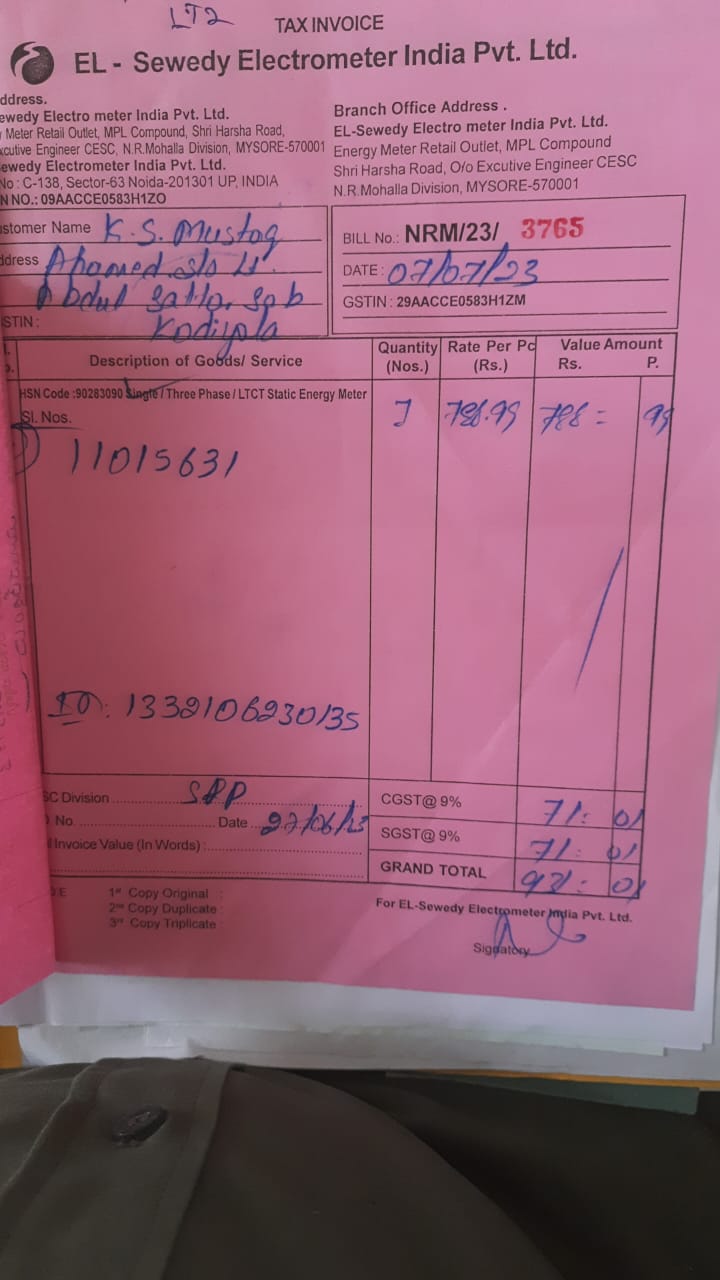 LT2
TAX INVOICE
EL - Sewedy Electrometer India Pvt. Ltd.
ddress.
ewedy Electro meter India Pvt. Ltd.
Meter Retail Outlet, MPL Compound, Shri Harsha Road,
xcutive Engineer CESC, N.R.Mohalla Division, MYSORE-570001
ewedy Electrometer India Pvt. Ltd.
No : C-138, Sector-63 Noida-201301 UP, INDIA
N NO.: 09AACCE0583H1ZO
Branch Office Address .
EL-Sewedy Electro meter India Pvt. Ltd.
Energy Meter Retail Outlet, MPL Compound
Shri Harsha Road, O/o Excutive Engineer CESC
N.R.Mohalla Division, MYSORE-570001
stomer Name K.S. Mustaq
ddress Ahamed S/o Lt.
Abdul Sattar Sab
STIN : Kodiyala
BILL No.: NRM/23/ 3765
DATE : 07/07/23
GSTIN : 29AACCE0583H1ZM
Description of Goods/ Service
Quantity (Nos.)
Rate Per Pc (Rs.)
Value Amount
Rs. P.
HSN Code :90283090 Single / Three Phase / LTCT Static Energy Meter
Sl. Nos.
1 788.99 788 = 99
1) 11015631
ID: 1332106230135
SC Division SRP
No. Date 27/06/23
Invoice Value (In Words) :
CGST@ 9% 71: 01
SGST@ 9% 71: 01
GRAND TOTAL 931: 01
1st Copy Original :
2nd Copy Duplicate :
3rd Copy Triplicate :
For EL-Sewedy Electrometer India Pvt. Ltd.
Signatory